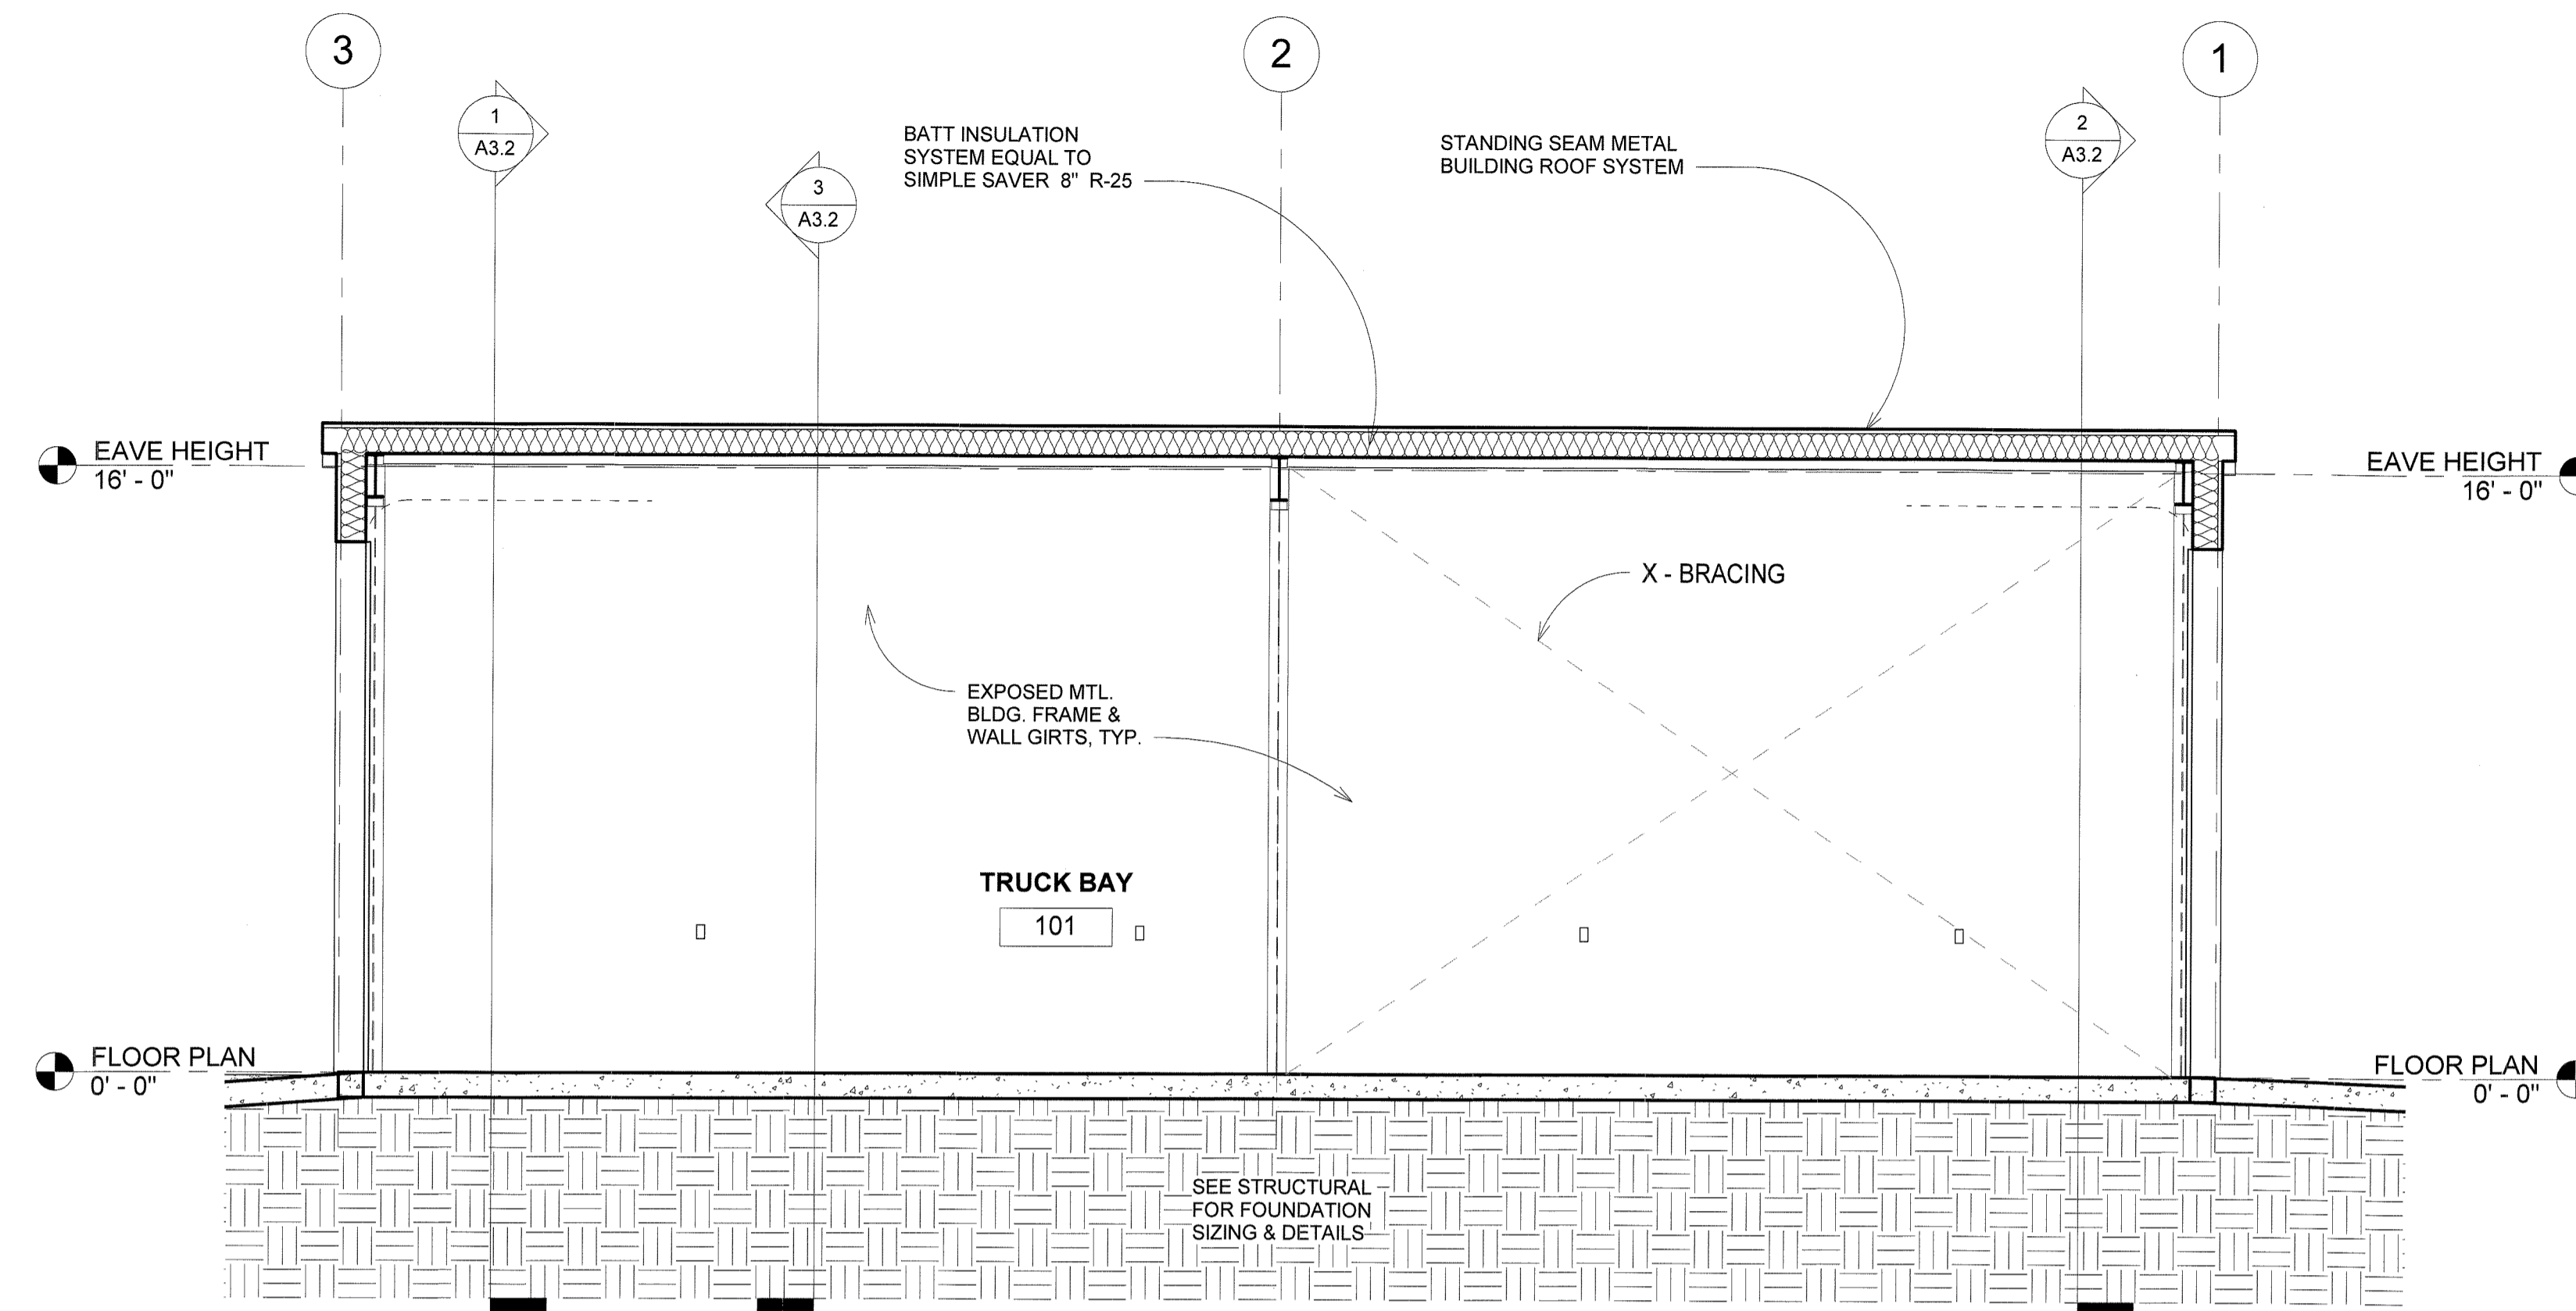 3
2
1
1
A3.2
3
A3.2
2
A3.2
BATT INSULATION
SYSTEM EQUAL TO
SIMPLE SAVER 8" R-25
STANDING SEAM METAL
BUILDING ROOF SYSTEM
EAVE HEIGHT
16' - 0"
EAVE HEIGHT
16' - 0"
X - BRACING
EXPOSED MTL.
BLDG. FRAME &
WALL GIRTS, TYP.
TRUCK BAY
101
FLOOR PLAN
0' - 0"
FLOOR PLAN
0' - 0"
SEE STRUCTURAL
FOR FOUNDATION
SIZING & DETAILS